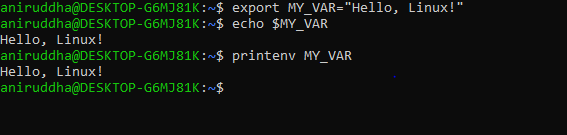 aniruddha@DESKTOP-G6MJ81K:~$ export MY_VAR="Hello, Linux!"
aniruddha@DESKTOP-G6MJ81K:~$ echo $MY_VAR
Hello, Linux!
aniruddha@DESKTOP-G6MJ81K:~$ printenv MY_VAR
Hello, Linux!
aniruddha@DESKTOP-G6MJ81K:~$